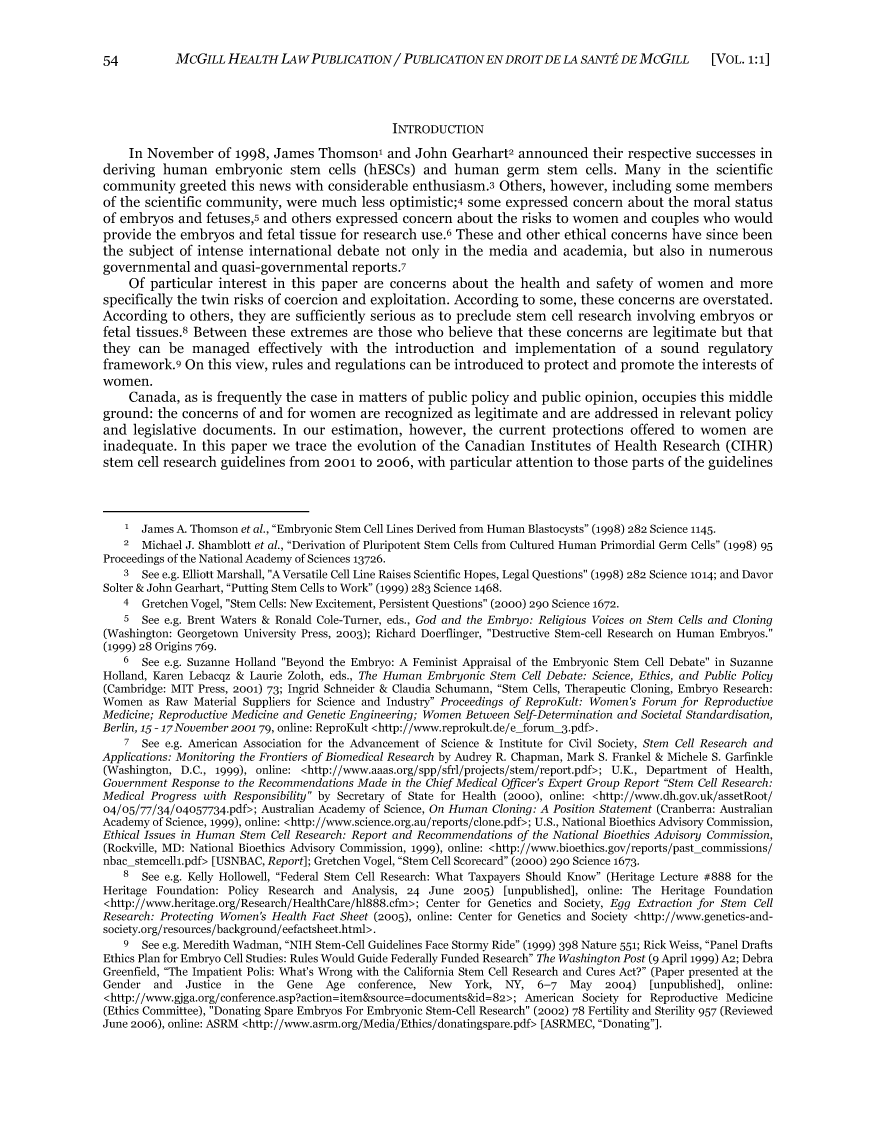 54 MCGILL HEALTH LAW PUBLICATION / PUBLICATION EN DROIT DE LA SANTÉ DE MCGILL [VOL. 1:1]
INTRODUCTION
In November of 1998, James Thomson¹ and John Gearhart² announced their respective successes in
deriving human embryonic stem cells (hESCs) and human germ stem cells. Many in the scientific
community greeted this news with considerable enthusiasm.³ Others, however, including some members
of the scientific community, were much less optimistic;⁴ some expressed concern about the moral status
of embryos and fetuses,⁵ and others expressed concern about the risks to women and couples who would
provide the embryos and fetal tissue for research use.⁶ These and other ethical concerns have since been
the subject of intense international debate not only in the media and academia, but also in numerous
governmental and quasi-governmental reports.⁷
Of particular interest in this paper are concerns about the health and safety of women and more
specifically the twin risks of coercion and exploitation. According to some, these concerns are overstated.
According to others, they are sufficiently serious as to preclude stem cell research involving embryos or
fetal tissues.⁸ Between these extremes are those who believe that these concerns are legitimate but that
they can be managed effectively with the introduction and implementation of a sound regulatory
framework.⁹ On this view, rules and regulations can be introduced to protect and promote the interests of
women.
Canada, as is frequently the case in matters of public policy and public opinion, occupies this middle
ground: the concerns of and for women are recognized as legitimate and are addressed in relevant policy
and legislative documents. In our estimation, however, the current protections offered to women are
inadequate. In this paper we trace the evolution of the Canadian Institutes of Health Research (CIHR)
stem cell research guidelines from 2001 to 2006, with particular attention to those parts of the guidelines
¹ James A. Thomson et al., “Embryonic Stem Cell Lines Derived from Human Blastocysts” (1998) 282 Science 1145.
² Michael J. Shamblott et al., “Derivation of Pluripotent Stem Cells from Cultured Human Primordial Germ Cells” (1998) 95
Proceedings of the National Academy of Sciences 13726.
³ See e.g. Elliott Marshall, "A Versatile Cell Line Raises Scientific Hopes, Legal Questions" (1998) 282 Science 1014; and Davor
Solter & John Gearhart, “Putting Stem Cells to Work” (1999) 283 Science 1468.
⁴ Gretchen Vogel, "Stem Cells: New Excitement, Persistent Questions" (2000) 290 Science 1672.
⁵ See e.g. Brent Waters & Ronald Cole-Turner, eds., God and the Embryo: Religious Voices on Stem Cells and Cloning
(Washington: Georgetown University Press, 2003); Richard Doerflinger, "Destructive Stem-cell Research on Human Embryos."
(1999) 28 Origins 769.
⁶ See e.g. Suzanne Holland "Beyond the Embryo: A Feminist Appraisal of the Embryonic Stem Cell Debate" in Suzanne
Holland, Karen Lebacqz & Laurie Zoloth, eds., The Human Embryonic Stem Cell Debate: Science, Ethics, and Public Policy
(Cambridge: MIT Press, 2001) 73; Ingrid Schneider & Claudia Schumann, “Stem Cells, Therapeutic Cloning, Embryo Research:
Women as Raw Material Suppliers for Science and Industry” Proceedings of ReproKult: Women's Forum for Reproductive
Medicine; Reproductive Medicine and Genetic Engineering; Women Between Self-Determination and Societal Standardisation,
Berlin, 15 - 17 November 2001 79, online: ReproKult <http://www.reprokult.de/e_forum_3.pdf>.
⁷ See e.g. American Association for the Advancement of Science & Institute for Civil Society, Stem Cell Research and
Applications: Monitoring the Frontiers of Biomedical Research by Audrey R. Chapman, Mark S. Frankel & Michele S. Garfinkle
(Washington, D.C., 1999), online: <http://www.aaas.org/spp/sfrl/projects/stem/report.pdf>; U.K., Department of Health,
Government Response to the Recommendations Made in the Chief Medical Officer's Expert Group Report “Stem Cell Research:
Medical Progress with Responsibility" by Secretary of State for Health (2000), online: <http://www.dh.gov.uk/assetRoot/
04/05/77/34/04057734.pdf>; Australian Academy of Science, On Human Cloning: A Position Statement (Cranberra: Australian
Academy of Science, 1999), online: <http://www.science.org.au/reports/clone.pdf>; U.S., National Bioethics Advisory Commission,
Ethical Issues in Human Stem Cell Research: Report and Recommendations of the National Bioethics Advisory Commission,
(Rockville, MD: National Bioethics Advisory Commission, 1999), online: <http://www.bioethics.gov/reports/past_commissions/
nbac_stemcell1.pdf> [USNBAC, Report]; Gretchen Vogel, “Stem Cell Scorecard” (2000) 290 Science 1673.
⁸ See e.g. Kelly Hollowell, “Federal Stem Cell Research: What Taxpayers Should Know” (Heritage Lecture #888 for the
Heritage Foundation: Policy Research and Analysis, 24 June 2005) [unpublished], online: The Heritage Foundation
<http://www.heritage.org/Research/HealthCare/hl888.cfm>; Center for Genetics and Society, Egg Extraction for Stem Cell
Research: Protecting Women's Health Fact Sheet (2005), online: Center for Genetics and Society <http://www.genetics-and-
society.org/resources/background/eefactsheet.html>.
⁹ See e.g. Meredith Wadman, “NIH Stem-Cell Guidelines Face Stormy Ride” (1999) 398 Nature 551; Rick Weiss, “Panel Drafts
Ethics Plan for Embryo Cell Studies: Rules Would Guide Federally Funded Research” The Washington Post (9 April 1999) A2; Debra
Greenfield, “The Impatient Polis: What's Wrong with the California Stem Cell Research and Cures Act?” (Paper presented at the
Gender and Justice in the Gene Age conference, New York, NY, 6–7 May 2004) [unpublished], online:
<http://www.gjga.org/conference.asp?action=item&source=documents&id=82>; American Society for Reproductive Medicine
(Ethics Committee), "Donating Spare Embryos For Embryonic Stem-Cell Research" (2002) 78 Fertility and Sterility 957 (Reviewed
June 2006), online: ASRM <http://www.asrm.org/Media/Ethics/donatingspare.pdf> [ASRMEC, “Donating”].